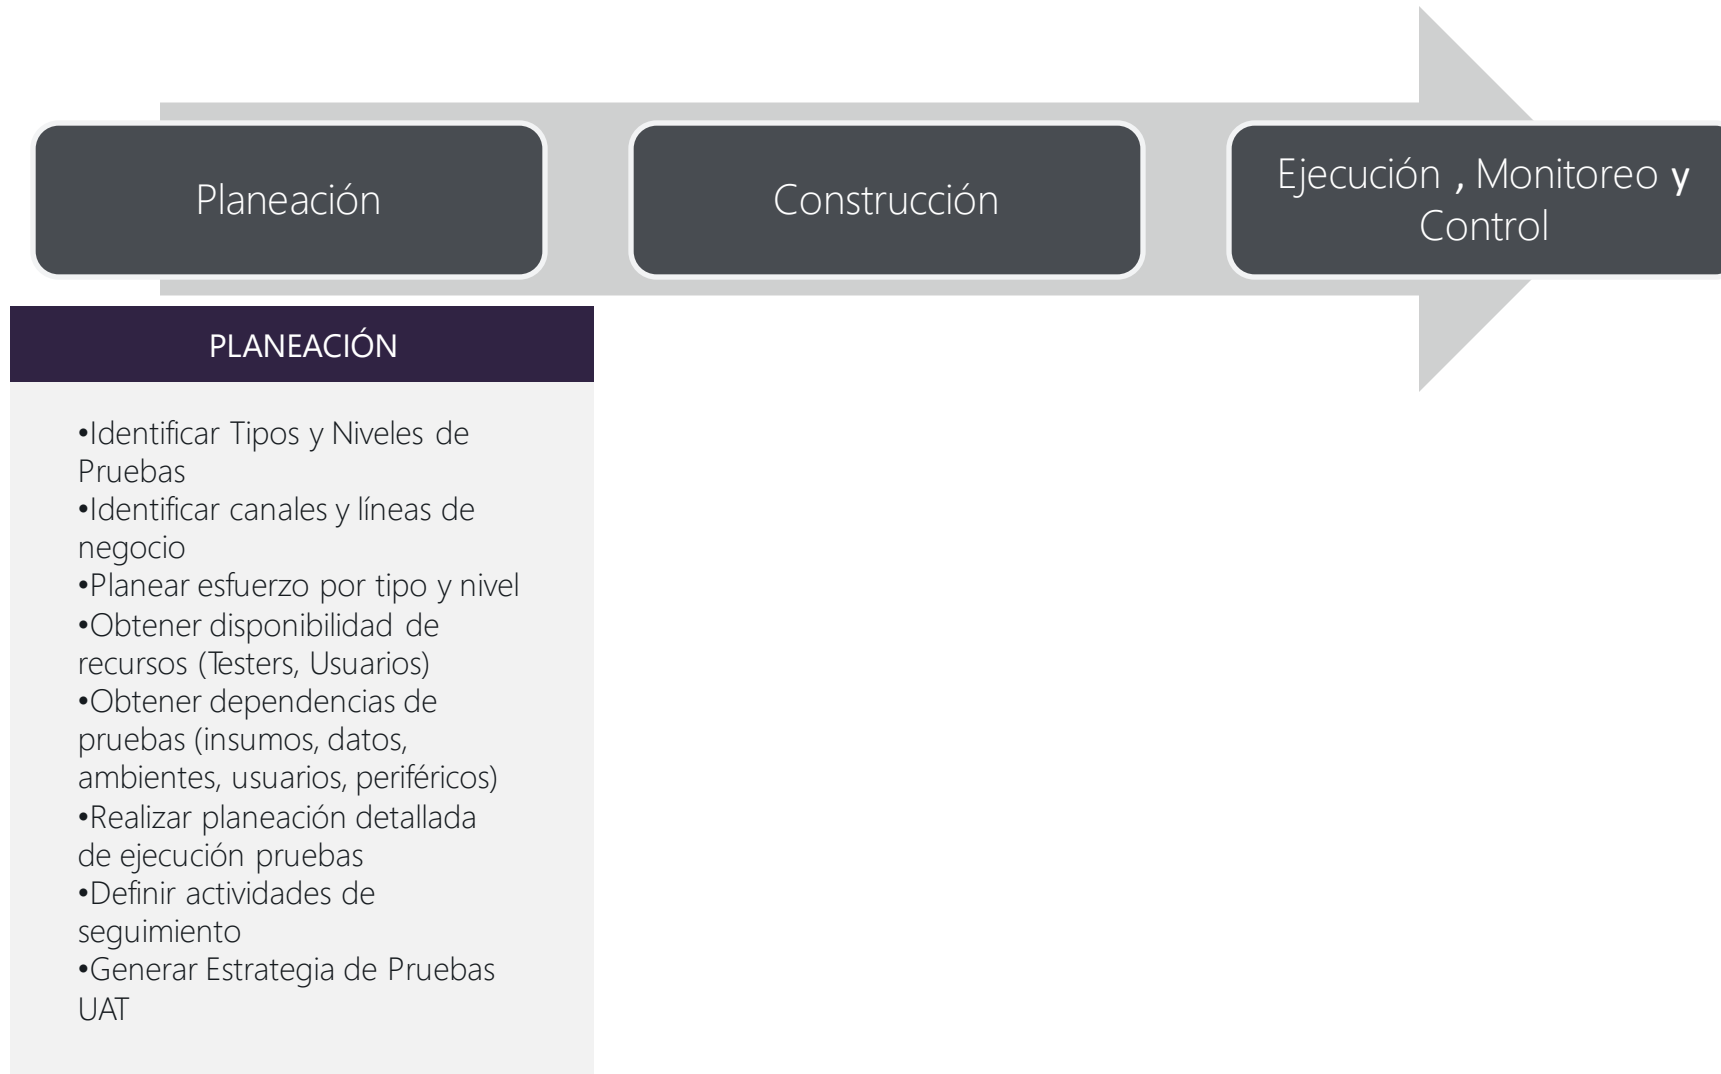 Planeación
Construcción
Ejecución , Monitoreo y
Control
PLANEACIÓN
•Identificar Tipos y Niveles de
Pruebas
•Identificar canales y líneas de
negocio
•Planear esfuerzo por tipo y nivel
•Obtener disponibilidad de
recursos (Testers, Usuarios)
•Obtener dependencias de
pruebas (insumos, datos,
ambientes, usuarios, periféricos)
•Realizar planeación detallada
de ejecución pruebas
•Definir actividades de
seguimiento
•Generar Estrategia de Pruebas
UAT